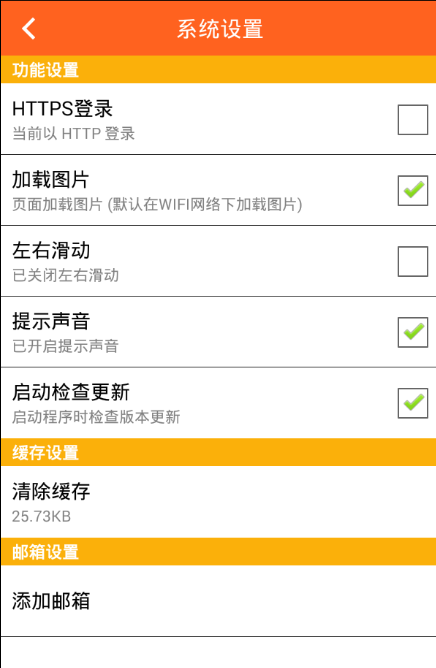 系统设置
功能设置
HTTPS登录
当前以 HTTP 登录
加载图片
页面加载图片 (默认在WIFI网络下加载图片)
左右滑动
已关闭左右滑动
提示声音
已开启提示声音
启动检查更新
启动程序时检查版本更新
缓存设置
清除缓存
25.73KB
邮箱设置
添加邮箱